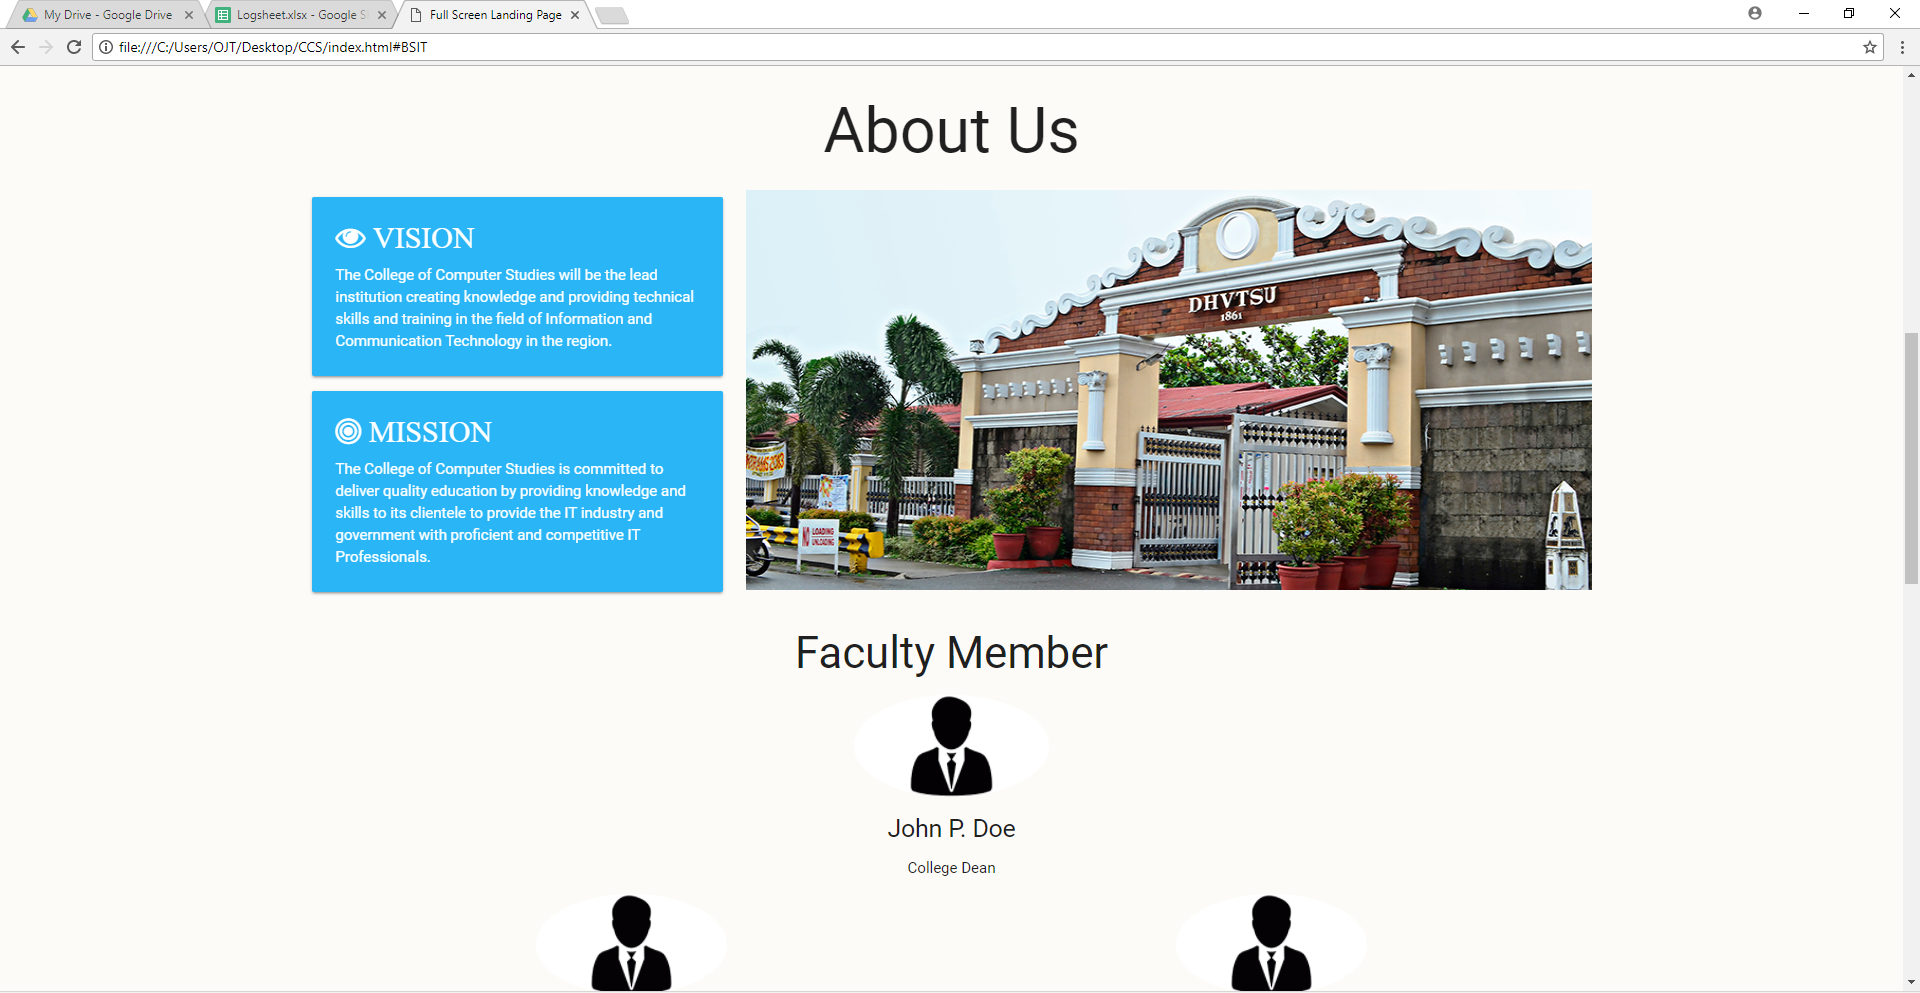 My Drive - Google Drive
Logsheet.xlsx - Google S
Full Screen Landing Page
file:///C:/Users/OJT/Desktop/CCS/index.html#BSIT
About Us
VISION
The College of Computer Studies will be the lead
institution creating knowledge and providing technical
skills and training in the field of Information and
Communication Technology in the region.
MISSION
The College of Computer Studies is committed to
deliver quality education by providing knowledge and
skills to its clientele to provide the IT industry and
government with proficient and competitive IT
Professionals.
DHVTSU
1861
NO LOADING
UNLOADING
Faculty Member
John P. Doe
College Dean